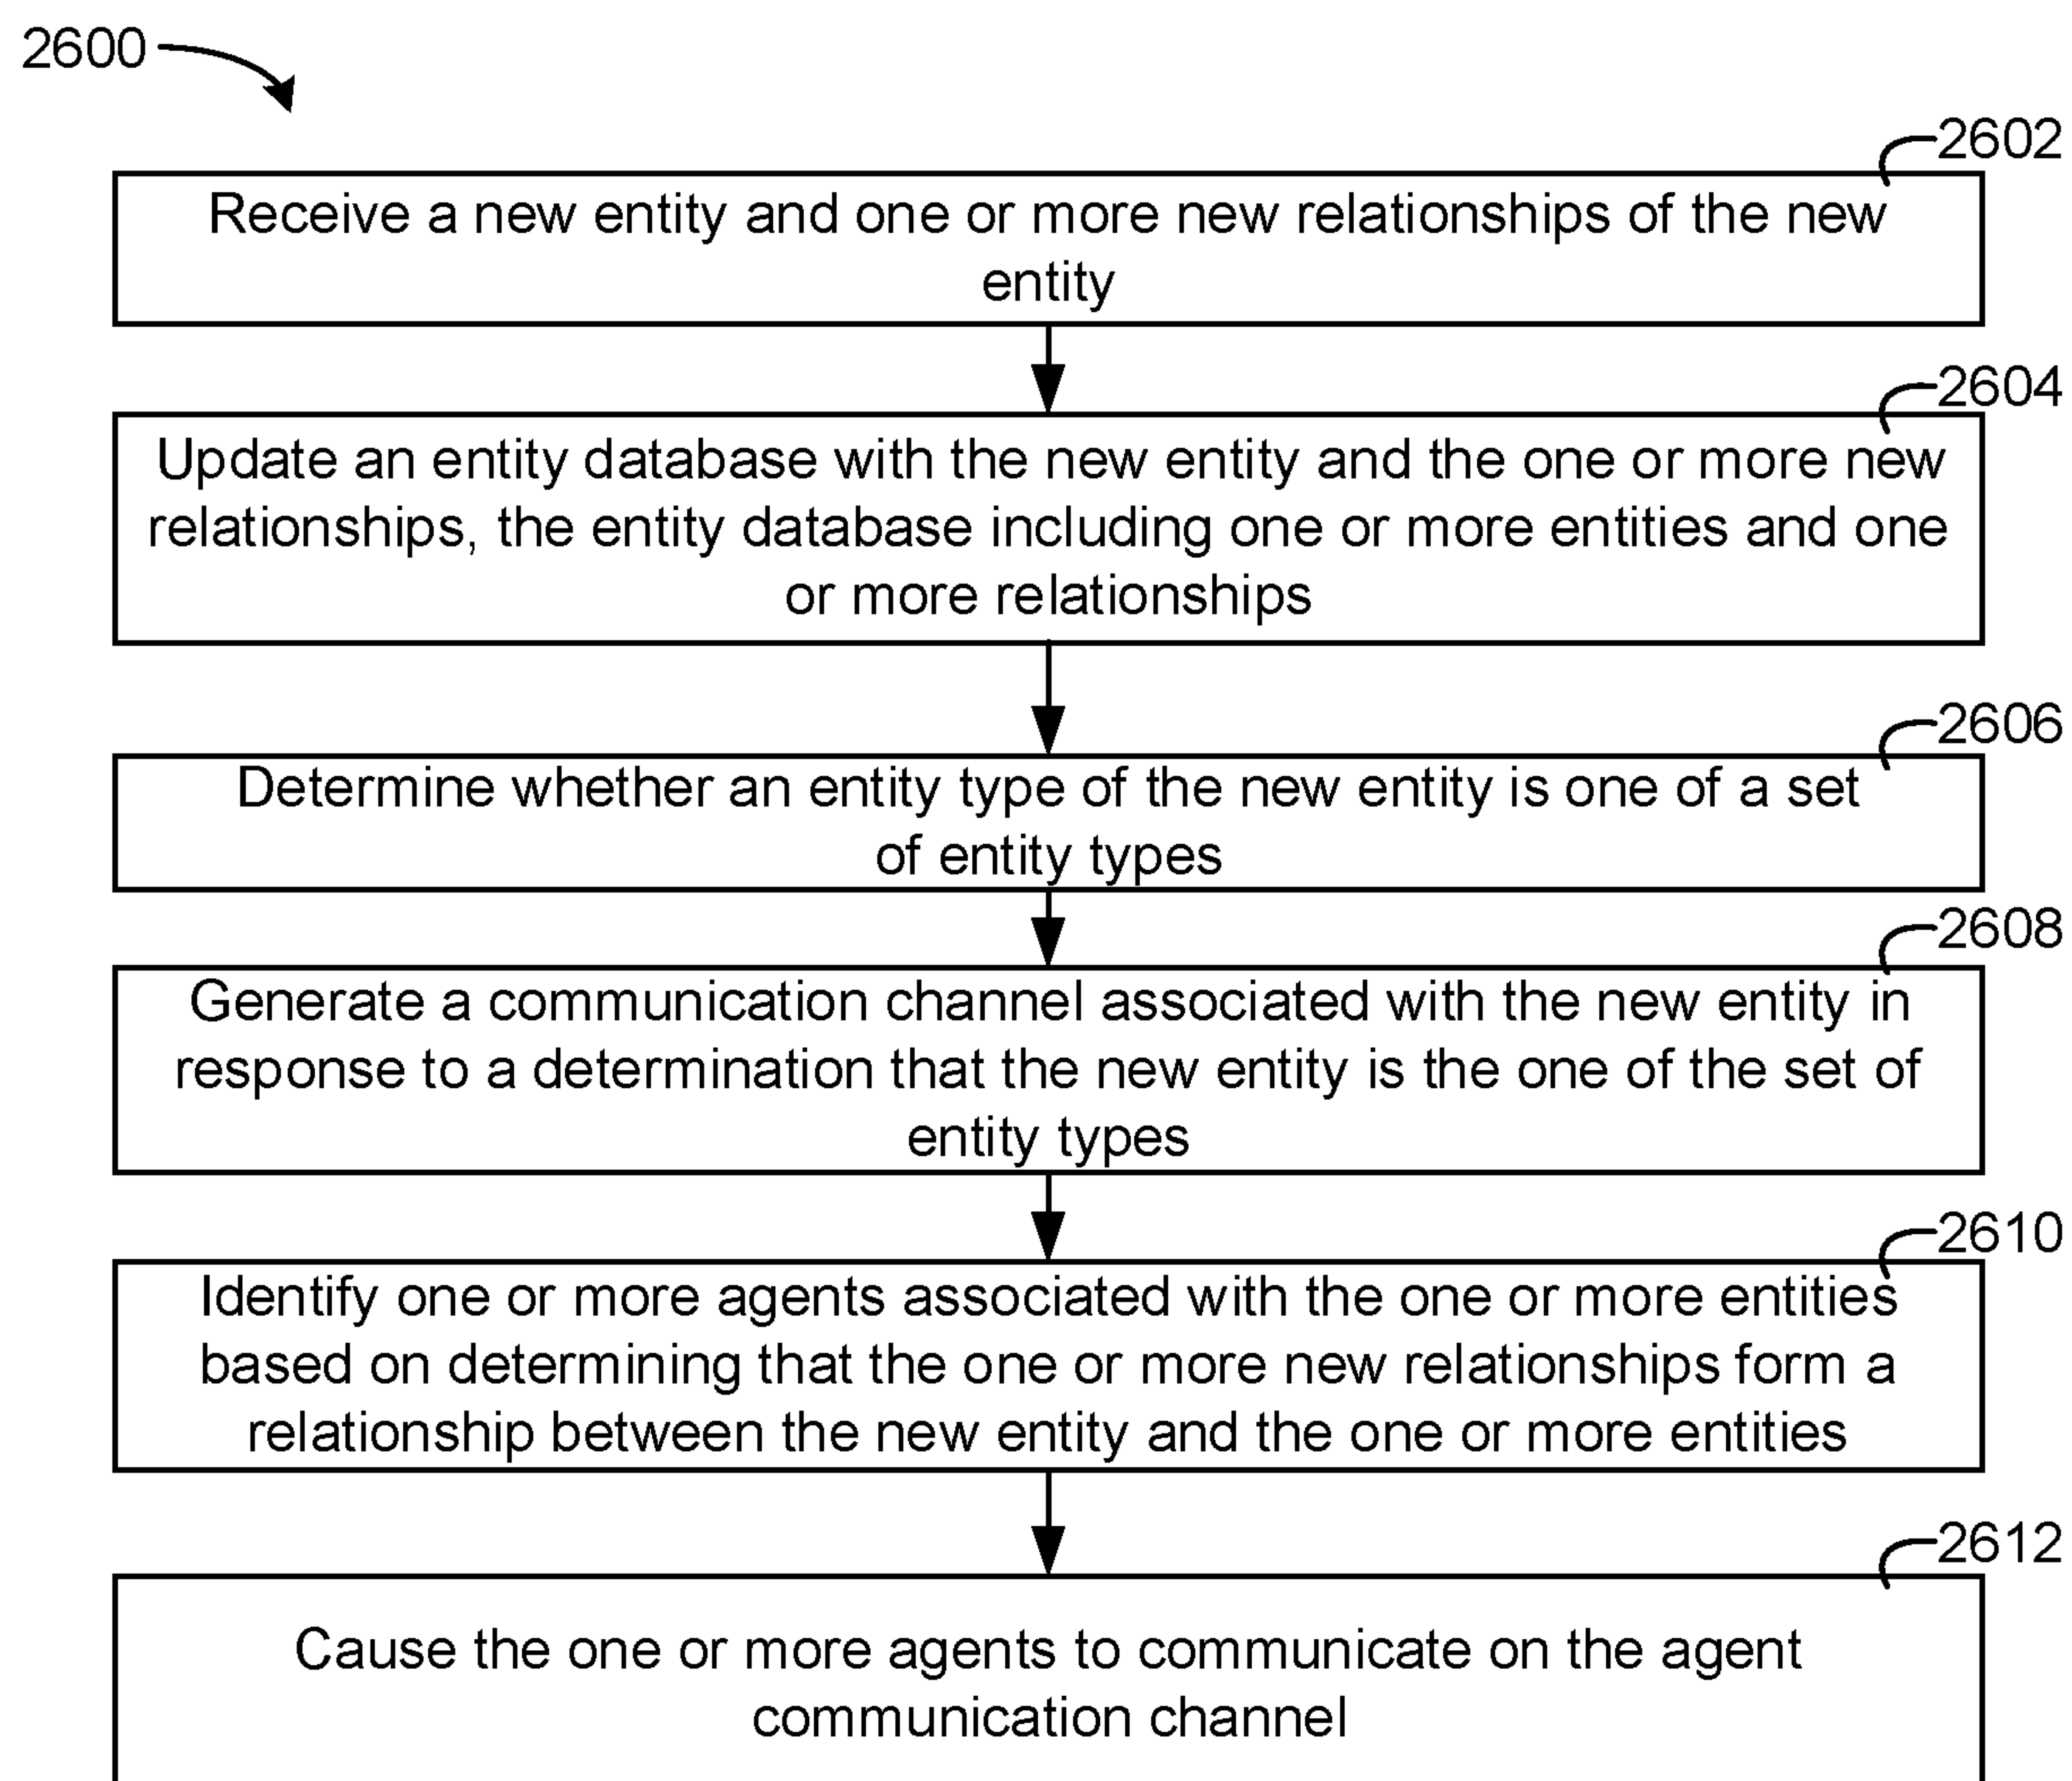 2600
2602
Receive a new entity and one or more new relationships of the new
entity
2604
Update an entity database with the new entity and the one or more new
relationships, the entity database including one or more entities and one
or more relationships
2606
Determine whether an entity type of the new entity is one of a set
of entity types
2608
Generate a communication channel associated with the new entity in
response to a determination that the new entity is the one of the set of
entity types
2610
Identify one or more agents associated with the one or more entities
based on determining that the one or more new relationships form a
relationship between the new entity and the one or more entities
2612
Cause the one or more agents to communicate on the agent
communication channel